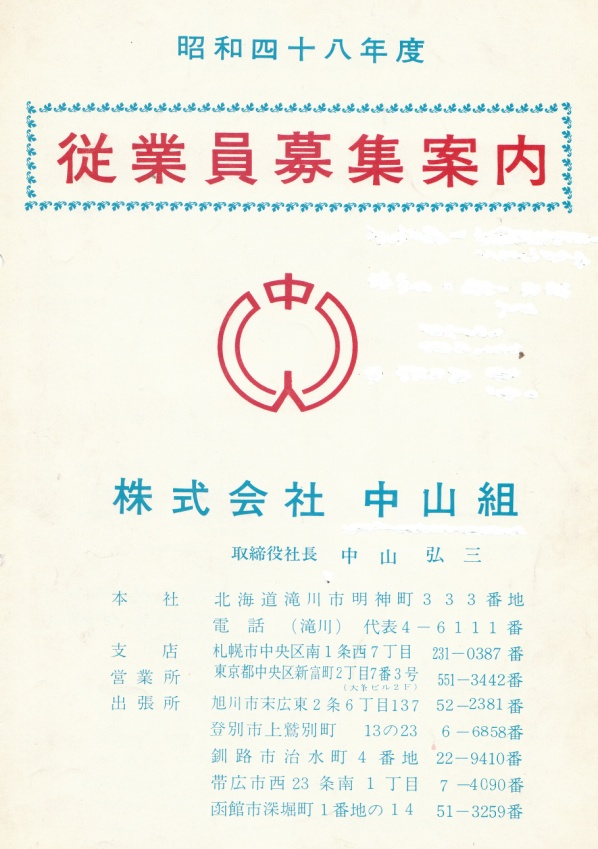 昭和四十八年度
従業員募集案内
中
株式会社 中山組
取締役社長 中山 弘三
本社 北海道滝川市明神町333番地
電話 (滝川) 代表4-6111番
支店 札幌市中央区南1条西7丁目 231-0387番
営業所 東京都中央区新富町2丁目7番3号 551-3442番
(大条ビル2F)
出張所 旭川市末広東2条6丁目137 52-2381番
登別市上鷲別町 13の23 6-6858番
釧路市治水町4番地 22-9410番
帯広市西23条南1丁目 7-4090番
函館市深堀町1番地の14 51-3259番